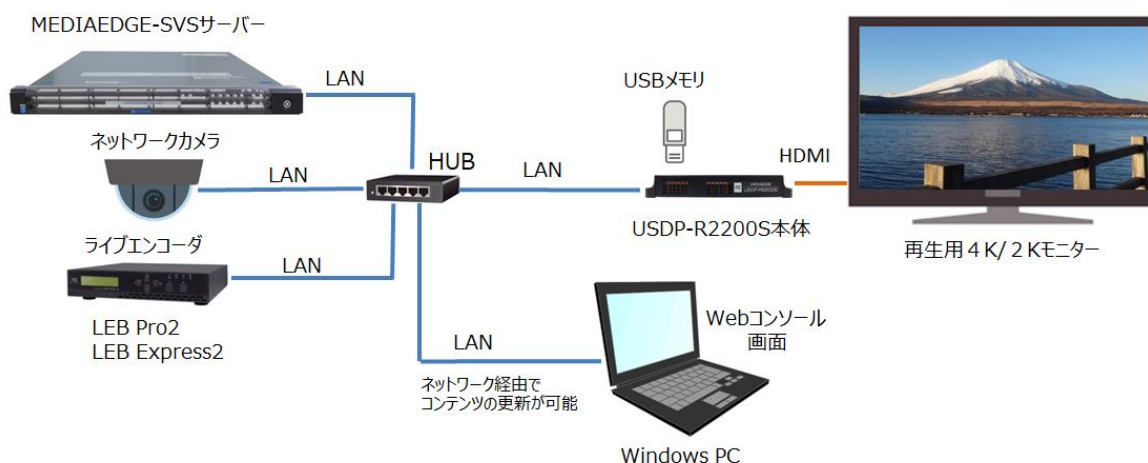 MEDIAEDGE-SVSサーバー
LAN
ネットワークカメラ
LAN
ライブエンコーダ
LAN
LEB Pro2
LEB Express2
HUB
LAN
USBメモリ
HDMI
USDP-R2200S本体
再生用4K/2Kモニター
LAN
ネットワーク経由で
コンテンツの更新が可能
Webコンソール
画面
Windows PC